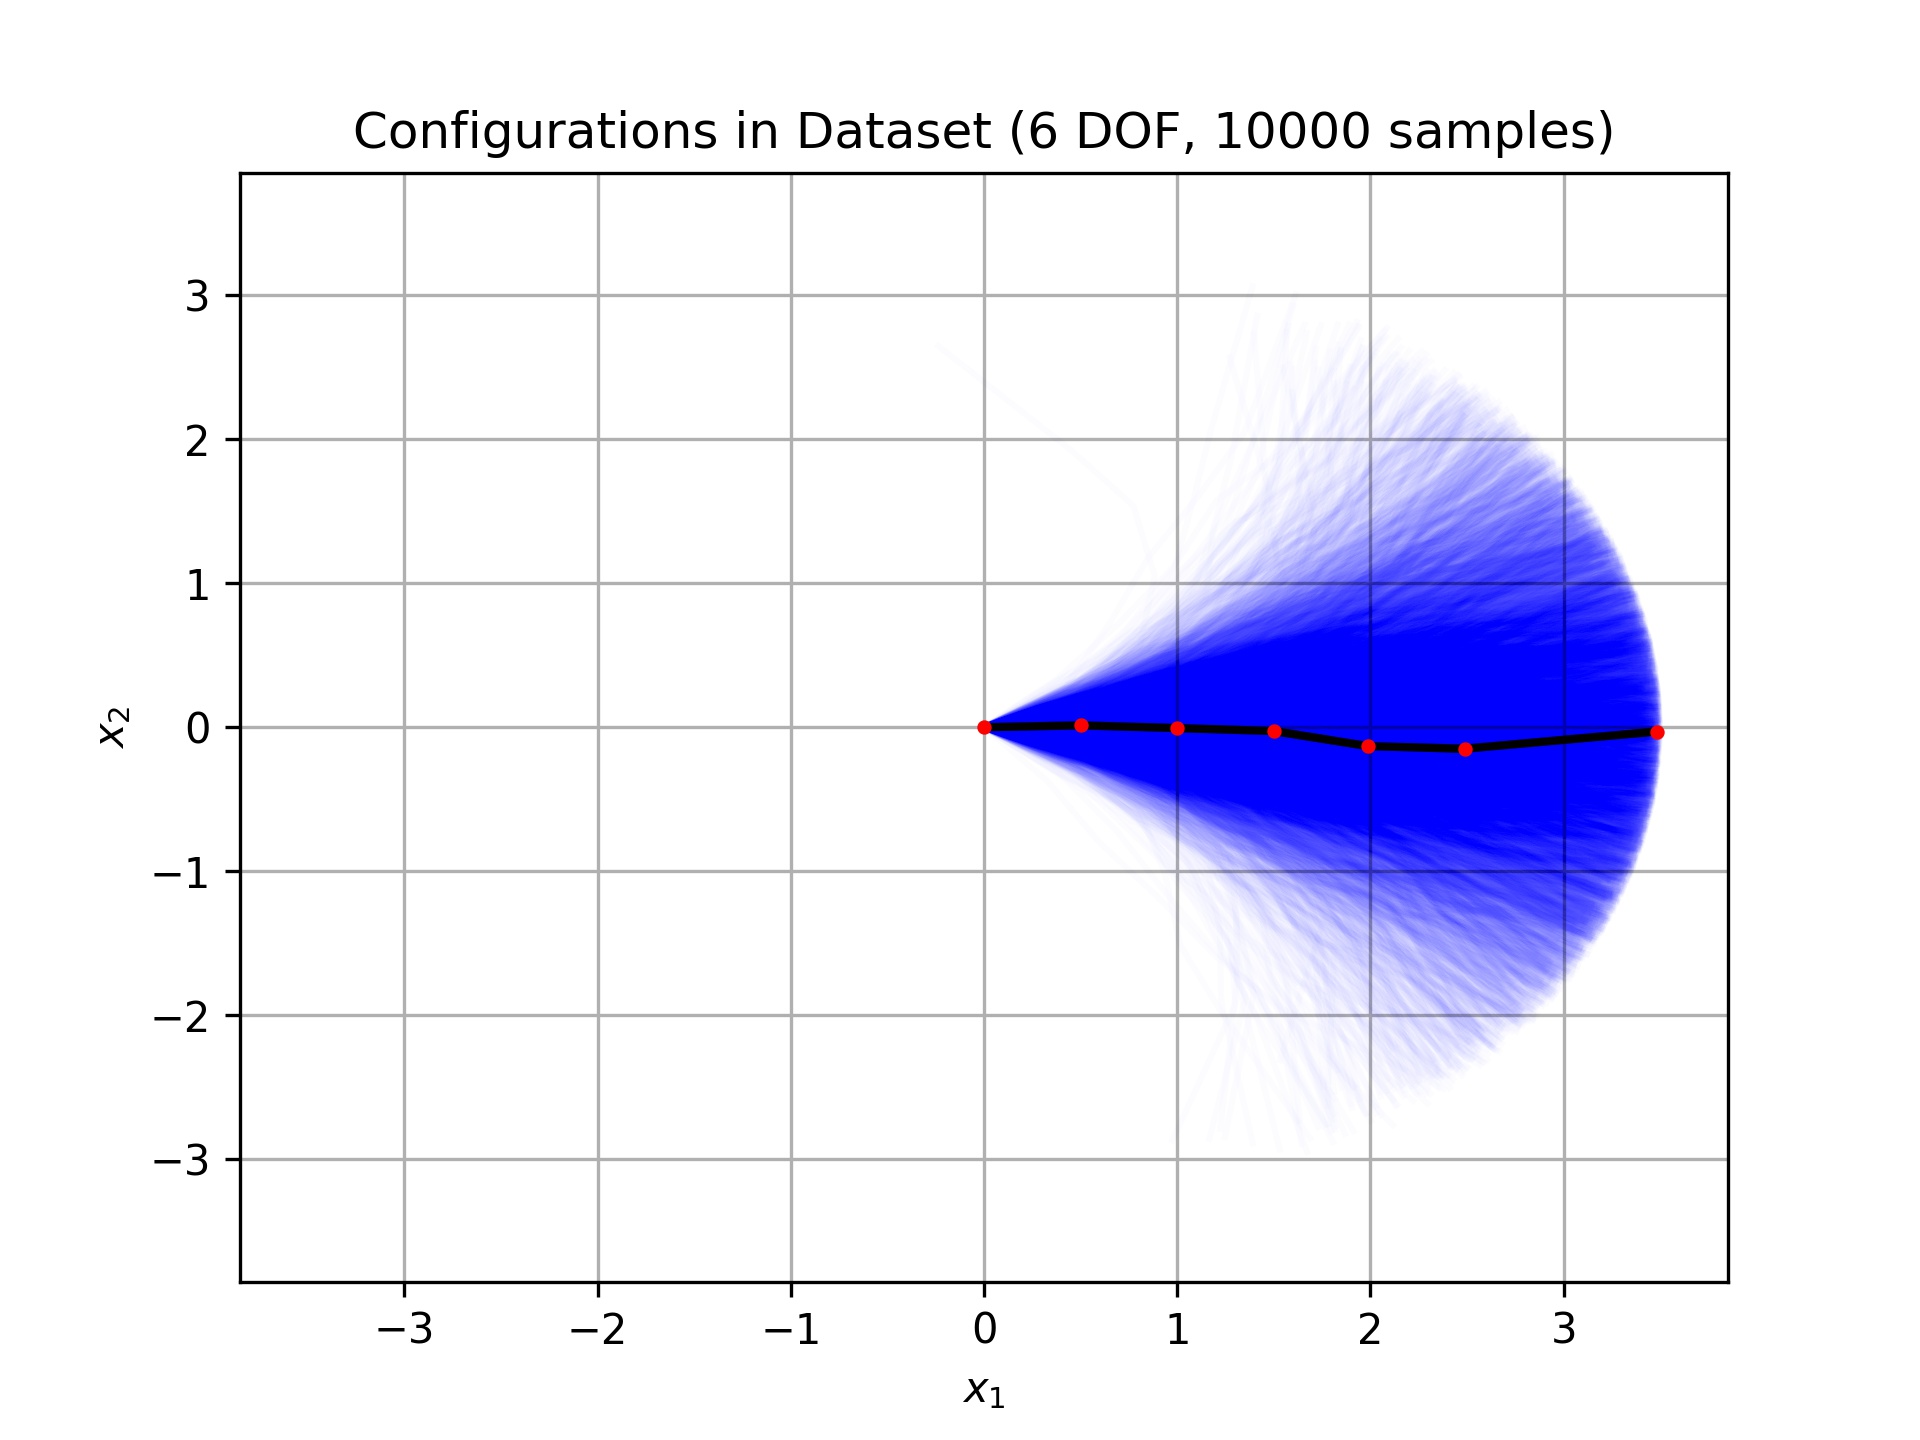 Configurations in Dataset (6 DOF, 10000 samples)
3
2
1
0
−1
−2
−3
x₂
−3 −2 −1 0 1 2 3
x₁